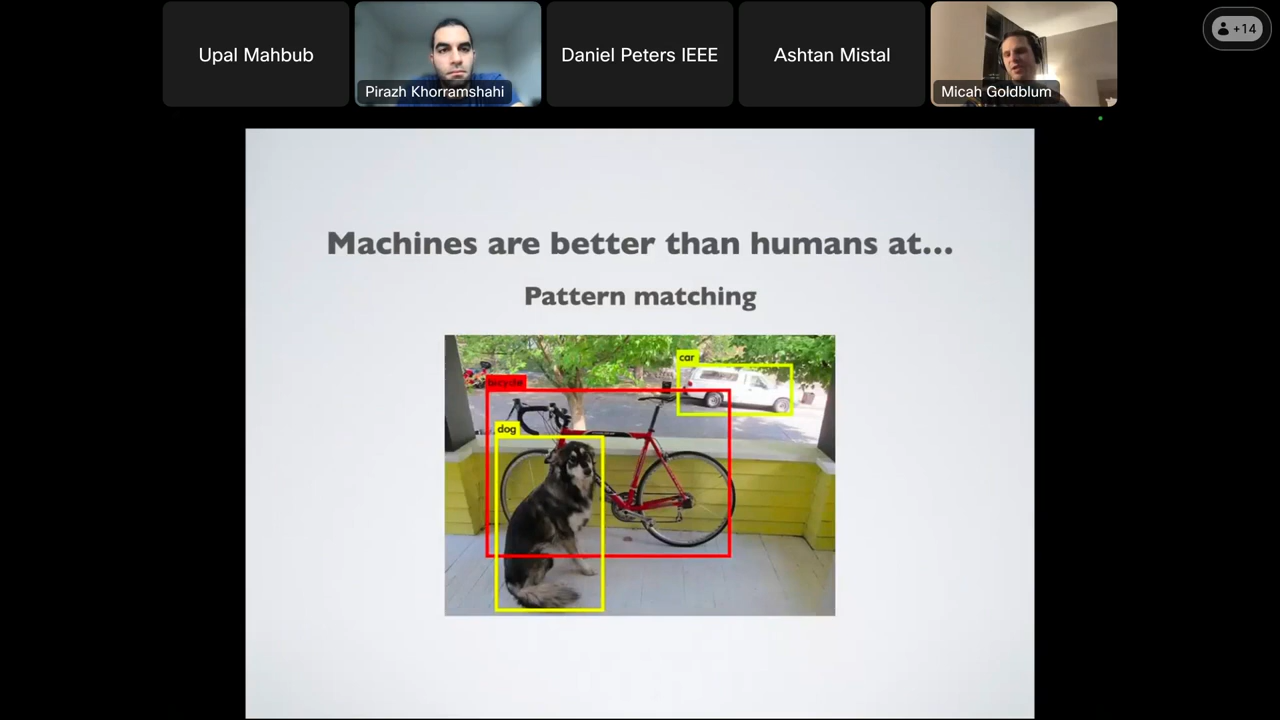 Upal Mahbub
Pirazh Khorramshahi
Daniel Peters IEEE
Ashtan Mistal
Micah Goldblum
+14
Machines are better than humans at...
Pattern matching
car
bicycle
dog